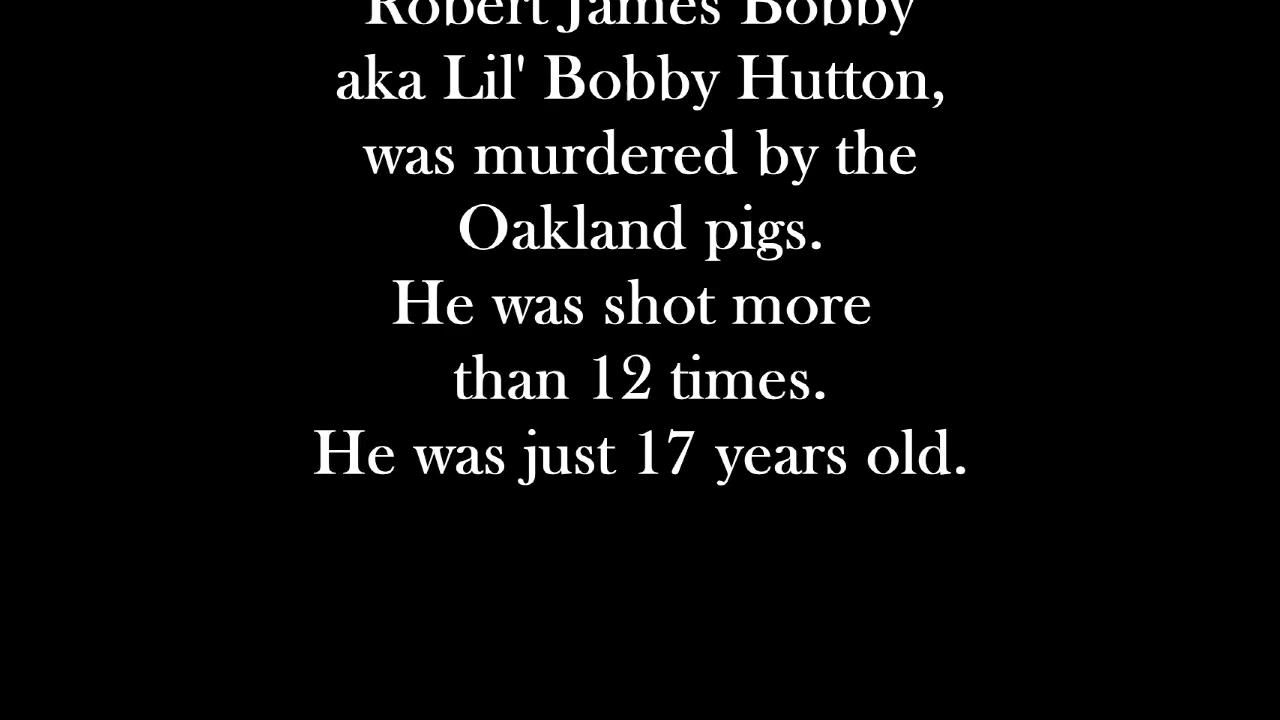 Robert James Bobby
aka Lil' Bobby Hutton,
was murdered by the
Oakland pigs.
He was shot more
than 12 times.
He was just 17 years old.